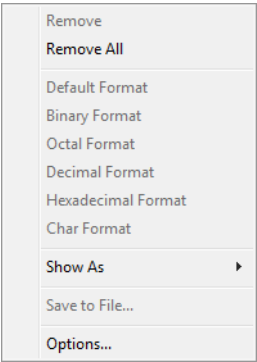 Remove
Remove All
Default Format
Binary Format
Octal Format
Decimal Format
Hexadecimal Format
Char Format
Show As
Save to File...
Options...